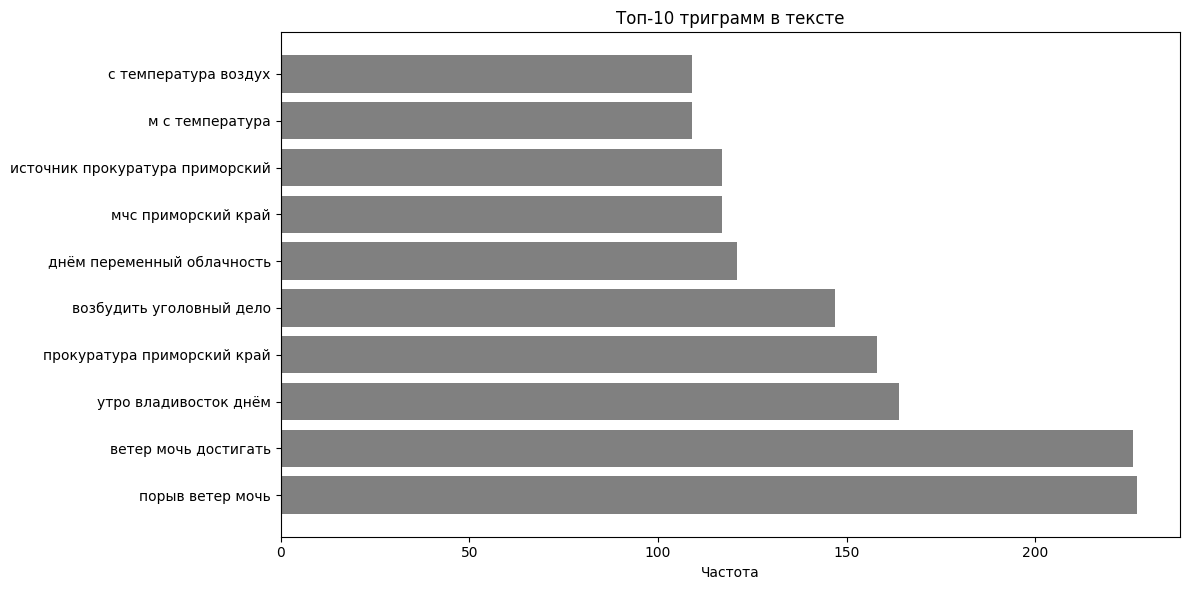 Топ-10 триграмм в тексте
с температура воздух
м с температура
источник прокуратура приморский
мчс приморский край
днём переменный облачность
возбудить уголовный дело
прокуратура приморский край
утро владивосток днём
ветер мочь достигать
порыв ветер мочь
0 50 100 150 200
Частота